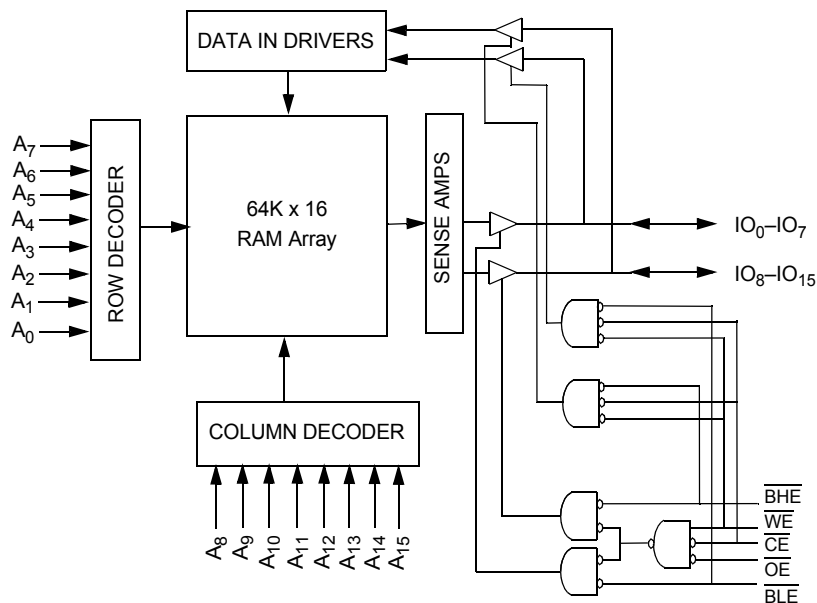 DATA IN DRIVERS
A7
A6
A5
A4
A3
A2
A1
A0
ROW DECODER
64K x 16
RAM Array
SENSE AMPS
IO0–IO7
IO8–IO15
COLUMN DECODER
A8
A9
A10
A11
A12
A13
A14
A15
BHE
WE
CE
OE
BLE